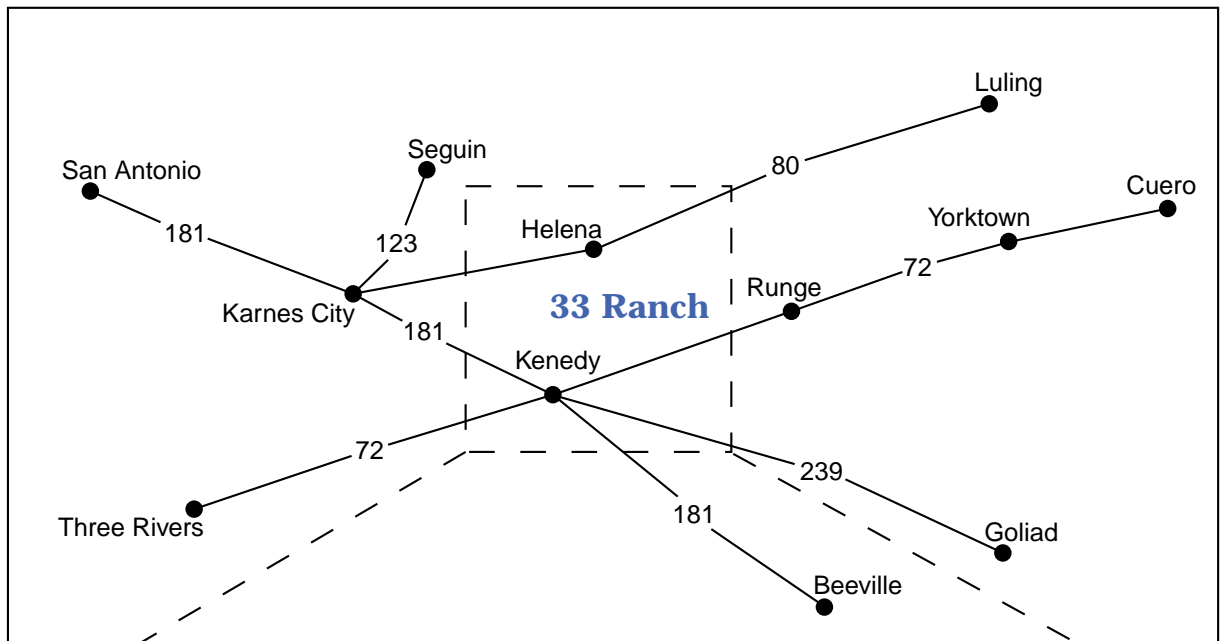 Luling
Seguin
San Antonio
80
Cuero
Yorktown
Helena
181
123
72
Runge
33 Ranch
Karnes City
181
Kenedy
72
239
181
Three Rivers
Goliad
Beeville